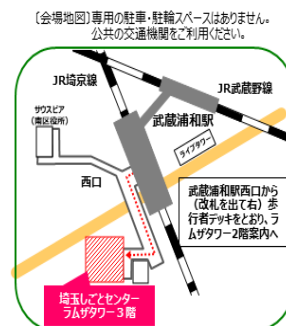 〔会場地図〕専用の駐車・駐輪スペースはありません。
公共の交通機関をご利用ください。
JR埼京線
JR武蔵野線
サウスピア
(南区役所)
武蔵浦和駅
ライブタワー
西口
武蔵浦和駅西口から
(改札を出て右)歩
行者デッキをとおり、ラ
ムザタワー2階案内へ
埼玉しごとセンター
ラムザタワー3階